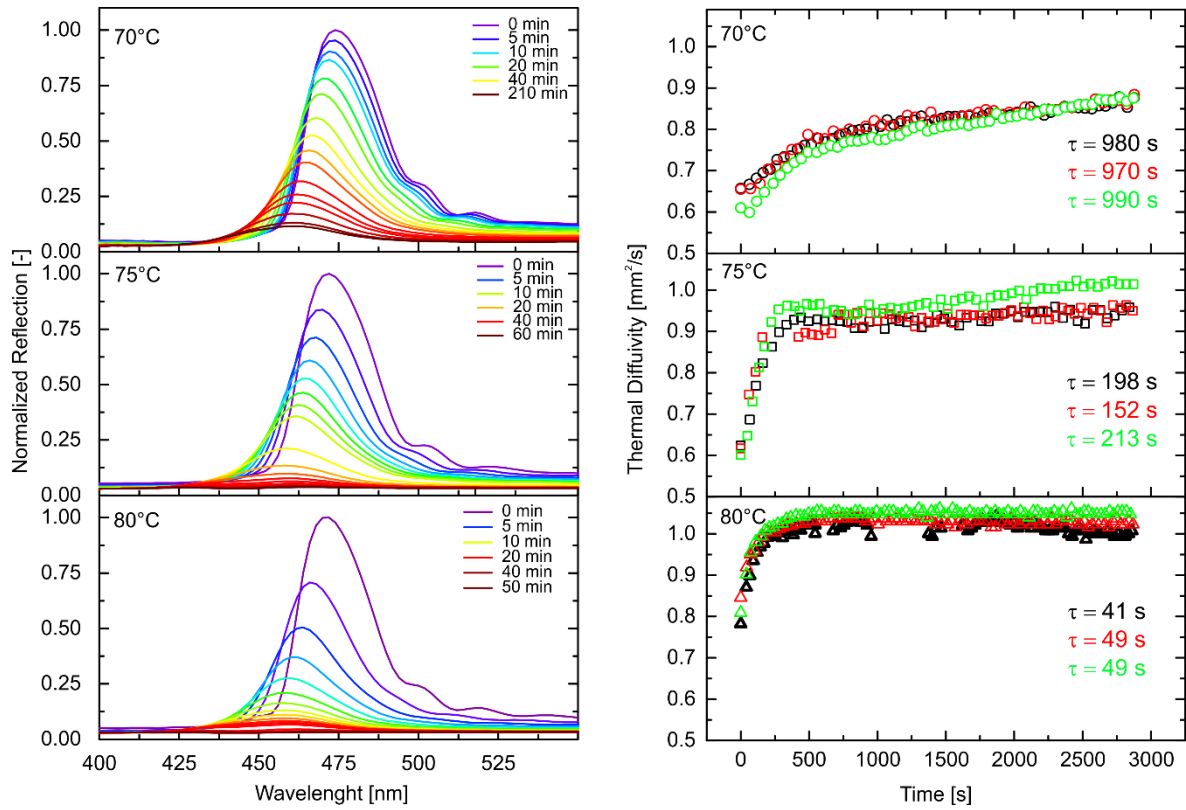 Normalized Reflection [-]
70°C
1.00
0.75
0.50
0.25
0.00
0 min
5 min
10 min
20 min
40 min
210 min
75°C
1.00
0.75
0.50
0.25
0.00
0 min
5 min
10 min
20 min
40 min
60 min
80°C
1.00
0.75
0.50
0.25
0.00
0 min
5 min
10 min
20 min
40 min
50 min
400 425 450 475 500 525
Wavelenght [nm]
Thermal Diffuivity [mm²/s]
70°C
1.0
0.9
0.8
0.7
0.6
0.5
τ = 980 s
τ = 970 s
τ = 990 s
75°C
1.0
0.9
0.8
0.7
0.6
0.5
τ = 198 s
τ = 152 s
τ = 213 s
80°C
1.0
0.9
0.8
0.7
0.6
0.5
τ = 41 s
τ = 49 s
τ = 49 s
0 500 1000 1500 2000 2500 3000
Time [s]